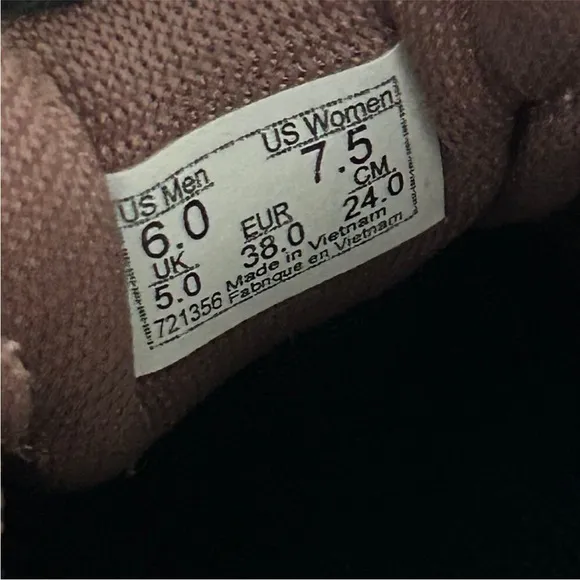 US Men US Women
6.0 7.5
UK EUR CM
5.0 38.0 24.0
721356 Made in Vietnam
Fabriqué en Vietnam